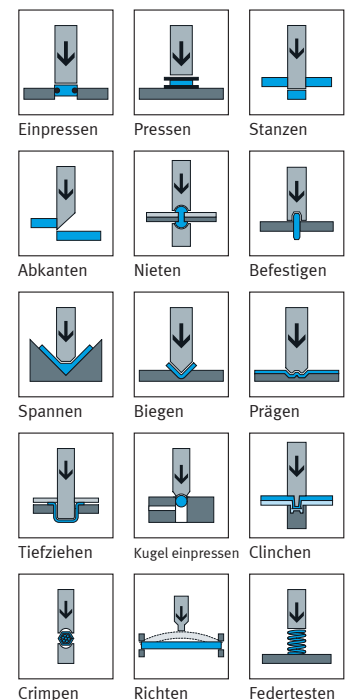 Einpressen Pressen Stanzen
Abkanten Nieten Befestigen
Spannen Biegen Prägen
Tiefziehen Kugel einpressen Clinchen
Crimpen Richten Federtesten